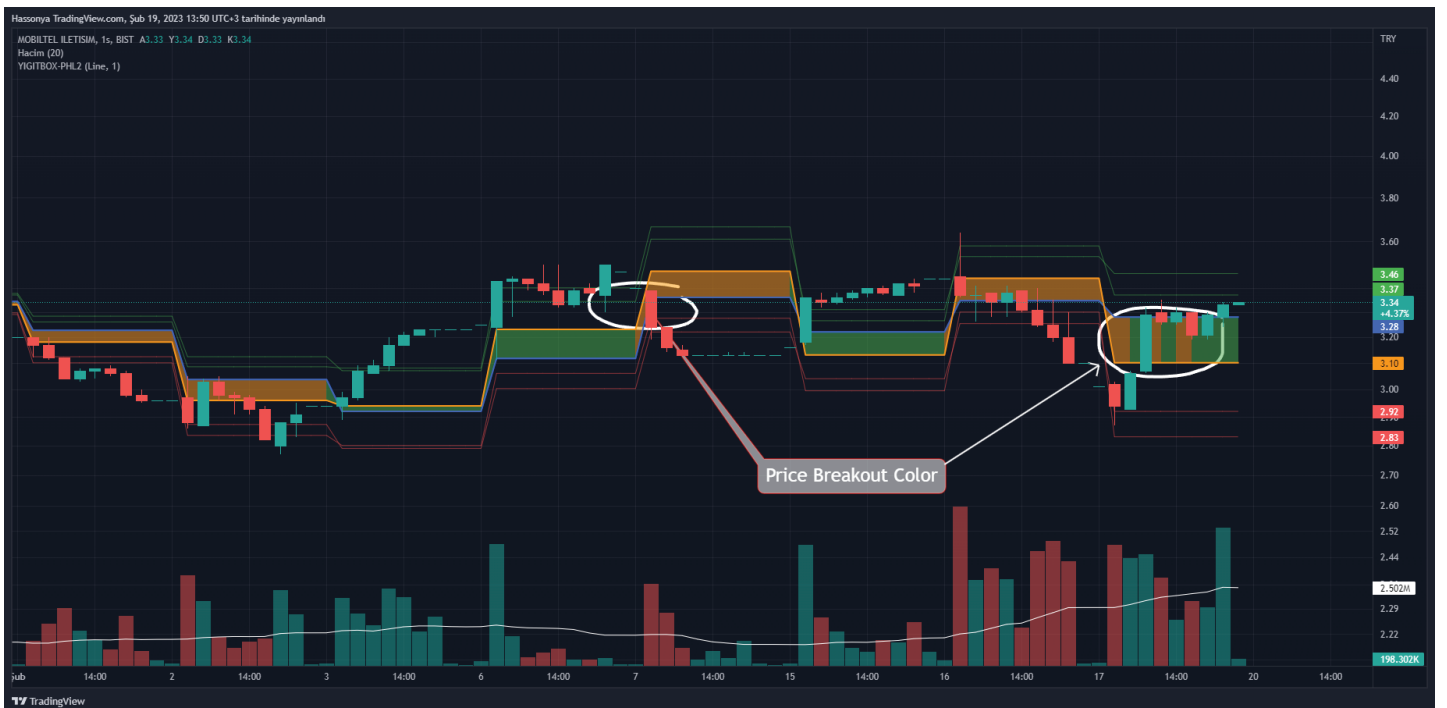 Hassonya TradingView.com, Şub 19, 2023 13:50 UTC+3 tarihinde yayınlandı
MOBILTEL ILETISIM, 1s, BIST A3.33 Y3.34 D3.33 K3.34
Hacim (20)
YIGITBOX-PHL2 (Line, 1)
TRY
4.40
4.20
4.00
3.80
3.60
3.46
3.37
3.34
+4.37%
3.28
3.20
3.10
3.00
2.92
2.90
2.83
2.80
2.70
2.60
2.52
2.44
2.502M
2.29
2.22
198.302K
Price Breakout Color
Şub 14:00 2 14:00 3 14:00 6 14:00 7 14:00 15 14:00 16 14:00 17 14:00 20 14:00
TradingView